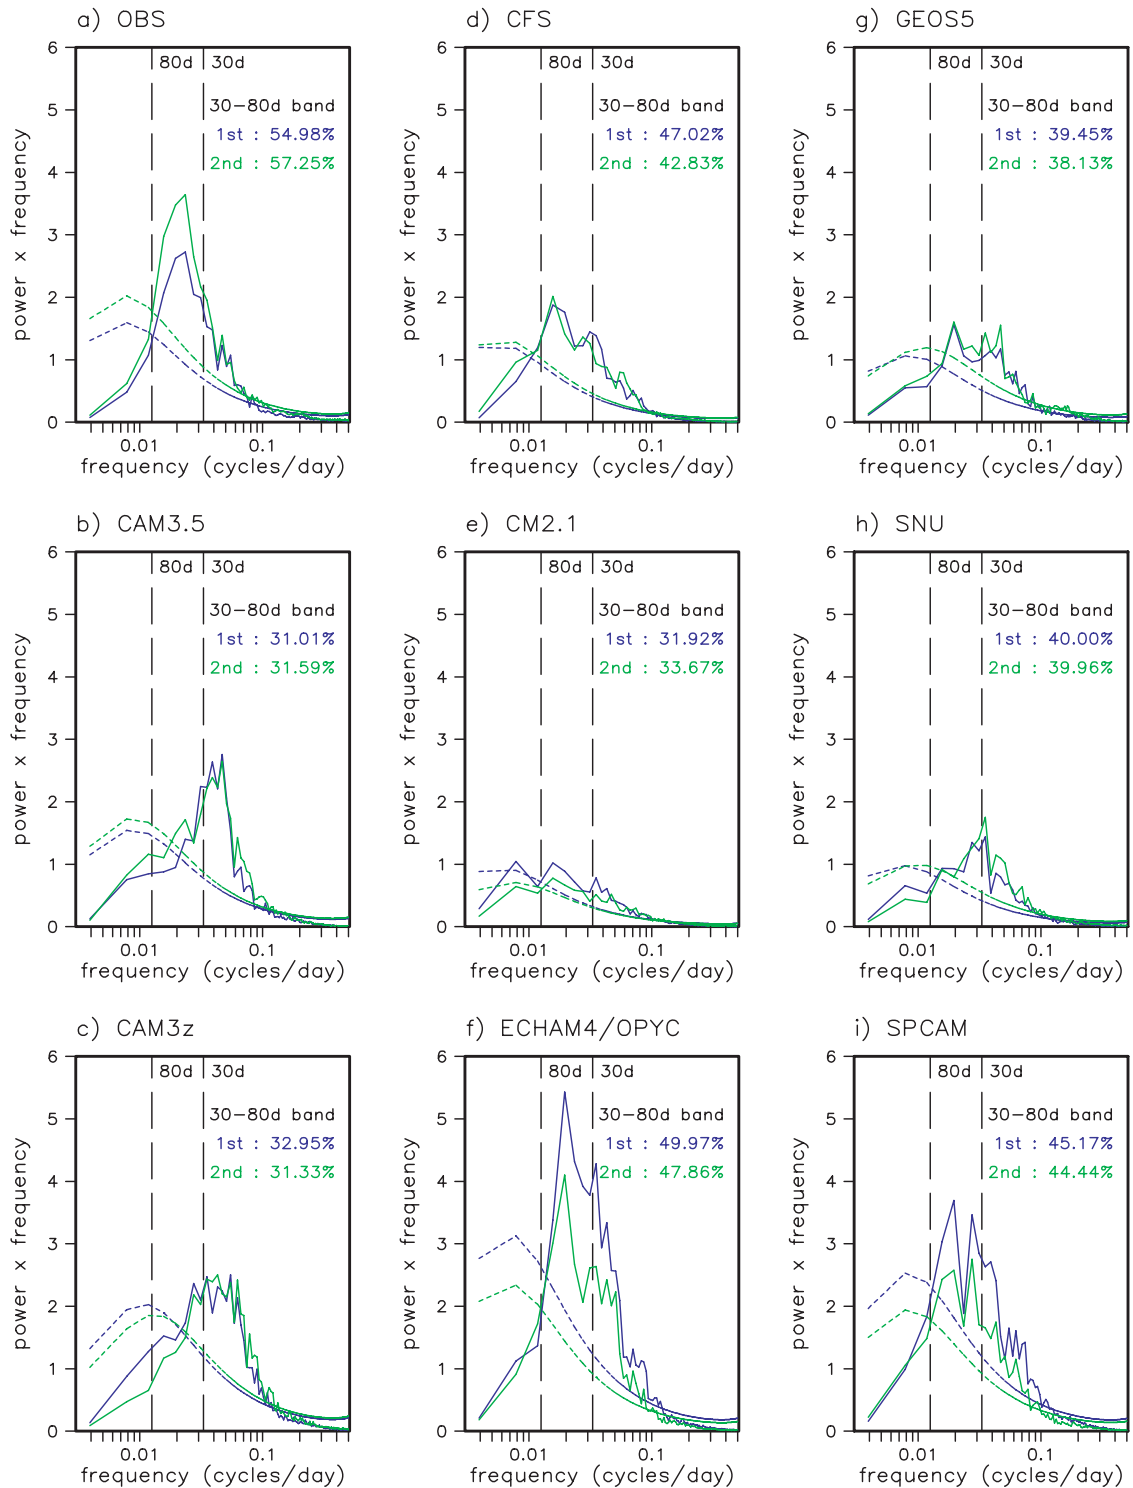 a) OBS
6
5
4
3
2
1
0
power x frequency
80d 30d
30-80d band
1st : 54.98%
2nd : 57.25%
0.01 0.1
frequency (cycles/day)
d) CFS
6
5
4
3
2
1
0
power x frequency
80d 30d
30-80d band
1st : 47.02%
2nd : 42.83%
0.01 0.1
frequency (cycles/day)
g) GEOS5
6
5
4
3
2
1
0
power x frequency
80d 30d
30-80d band
1st : 39.45%
2nd : 38.13%
0.01 0.1
frequency (cycles/day)
b) CAM3.5
6
5
4
3
2
1
0
power x frequency
80d 30d
30-80d band
1st : 31.01%
2nd : 31.59%
0.01 0.1
frequency (cycles/day)
e) CM2.1
6
5
4
3
2
1
0
power x frequency
80d 30d
30-80d band
1st : 31.92%
2nd : 33.67%
0.01 0.1
frequency (cycles/day)
h) SNU
6
5
4
3
2
1
0
power x frequency
80d 30d
30-80d band
1st : 40.00%
2nd : 39.96%
0.01 0.1
frequency (cycles/day)
c) CAM3z
6
5
4
3
2
1
0
power x frequency
80d 30d
30-80d band
1st : 32.95%
2nd : 31.33%
0.01 0.1
frequency (cycles/day)
f) ECHAM4/OPYC
6
5
4
3
2
1
0
power x frequency
80d 30d
30-80d band
1st : 49.97%
2nd : 47.86%
0.01 0.1
frequency (cycles/day)
i) SPCAM
6
5
4
3
2
1
0
power x frequency
80d 30d
30-80d band
1st : 45.17%
2nd : 44.44%
0.01 0.1
frequency (cycles/day)